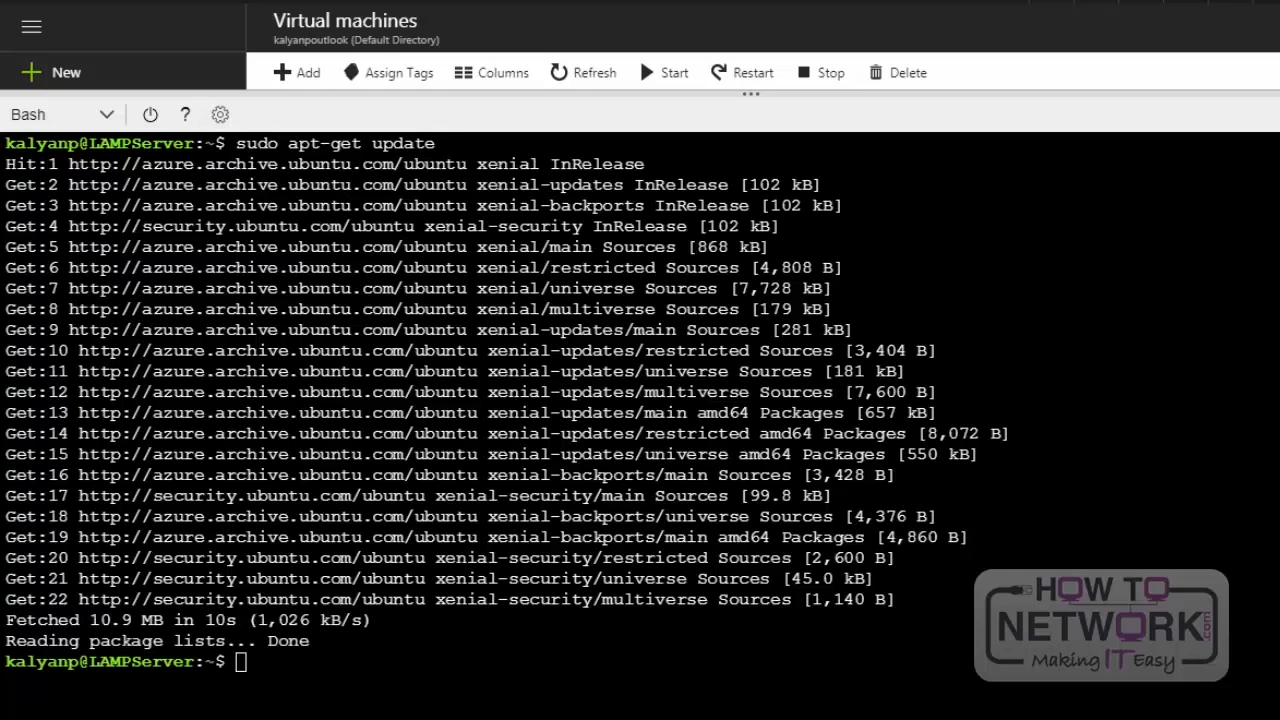 Virtual machines
kalyanpoutlook (Default Directory)
New
Add
Assign Tags
Columns
Refresh
Start
Restart
Stop
Delete
Bash
?
kalyanp@LAMPServer:~$ sudo apt-get update
Hit:1 http://azure.archive.ubuntu.com/ubuntu xenial InRelease
Get:2 http://azure.archive.ubuntu.com/ubuntu xenial-updates InRelease [102 kB]
Get:3 http://azure.archive.ubuntu.com/ubuntu xenial-backports InRelease [102 kB]
Get:4 http://security.ubuntu.com/ubuntu xenial-security InRelease [102 kB]
Get:5 http://azure.archive.ubuntu.com/ubuntu xenial/main Sources [868 kB]
Get:6 http://azure.archive.ubuntu.com/ubuntu xenial/restricted Sources [4,808 B]
Get:7 http://azure.archive.ubuntu.com/ubuntu xenial/universe Sources [7,728 kB]
Get:8 http://azure.archive.ubuntu.com/ubuntu xenial/multiverse Sources [179 kB]
Get:9 http://azure.archive.ubuntu.com/ubuntu xenial-updates/main Sources [281 kB]
Get:10 http://azure.archive.ubuntu.com/ubuntu xenial-updates/restricted Sources [3,404 B]
Get:11 http://azure.archive.ubuntu.com/ubuntu xenial-updates/universe Sources [181 kB]
Get:12 http://azure.archive.ubuntu.com/ubuntu xenial-updates/multiverse Sources [7,600 B]
Get:13 http://azure.archive.ubuntu.com/ubuntu xenial-updates/main amd64 Packages [657 kB]
Get:14 http://azure.archive.ubuntu.com/ubuntu xenial-updates/restricted amd64 Packages [8,072 B]
Get:15 http://azure.archive.ubuntu.com/ubuntu xenial-updates/universe amd64 Packages [550 kB]
Get:16 http://azure.archive.ubuntu.com/ubuntu xenial-backports/main Sources [3,428 B]
Get:17 http://security.ubuntu.com/ubuntu xenial-security/main Sources [99.8 kB]
Get:18 http://azure.archive.ubuntu.com/ubuntu xenial-backports/universe Sources [4,376 B]
Get:19 http://azure.archive.ubuntu.com/ubuntu xenial-backports/main amd64 Packages [4,860 B]
Get:20 http://security.ubuntu.com/ubuntu xenial-security/restricted Sources [2,600 B]
Get:21 http://security.ubuntu.com/ubuntu xenial-security/universe Sources [45.0 kB]
Get:22 http://security.ubuntu.com/ubuntu xenial-security/multiverse Sources [1,140 B]
Fetched 10.9 MB in 10s (1,026 kB/s)
Reading package lists... Done
kalyanp@LAMPServer:~$
HOW TO
NETWORK.com
Making IT Easy